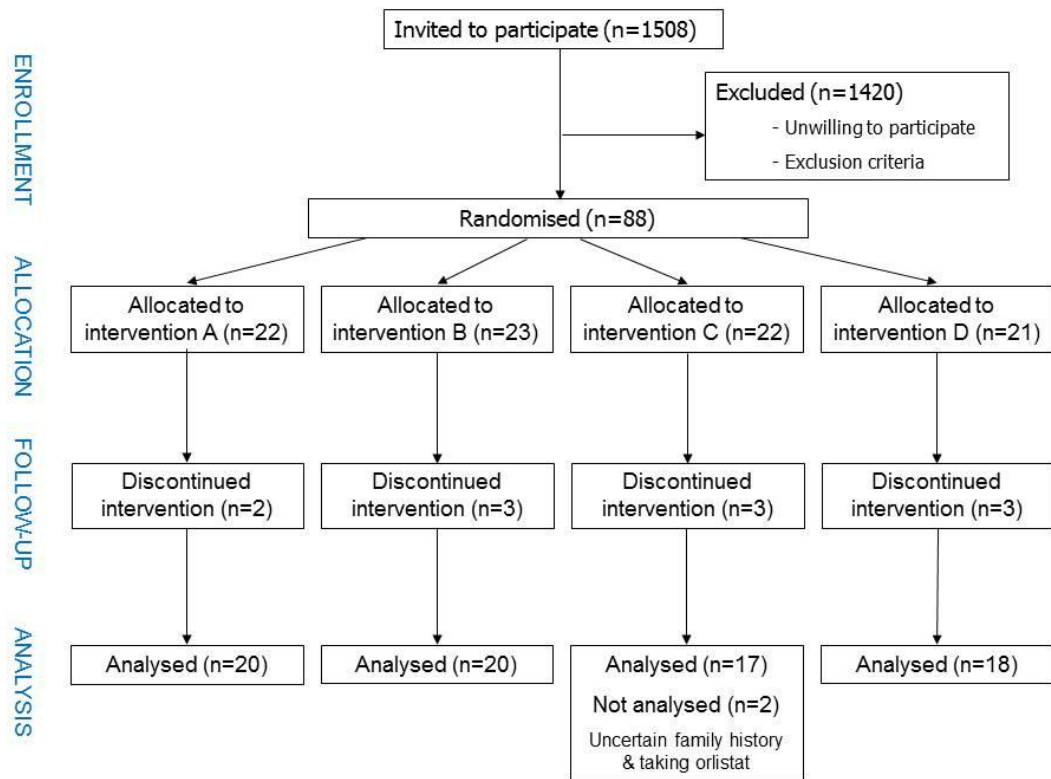 ENROLLMENT
Invited to participate (n=1508)
Excluded (n=1420)
- Unwilling to participate
- Exclusion criteria
Randomised (n=88)
ALLOCATION
Allocated to
intervention A (n=22)
Allocated to
intervention B (n=23)
Allocated to
intervention C (n=22)
Allocated to
intervention D (n=21)
FOLLOW-UP
Discontinued
intervention (n=2)
Discontinued
intervention (n=3)
Discontinued
intervention (n=3)
Discontinued
intervention (n=3)
ANALYSIS
Analysed (n=20)
Analysed (n=20)
Analysed (n=17)
Not analysed (n=2)
Uncertain family history
& taking orlistat
Analysed (n=18)